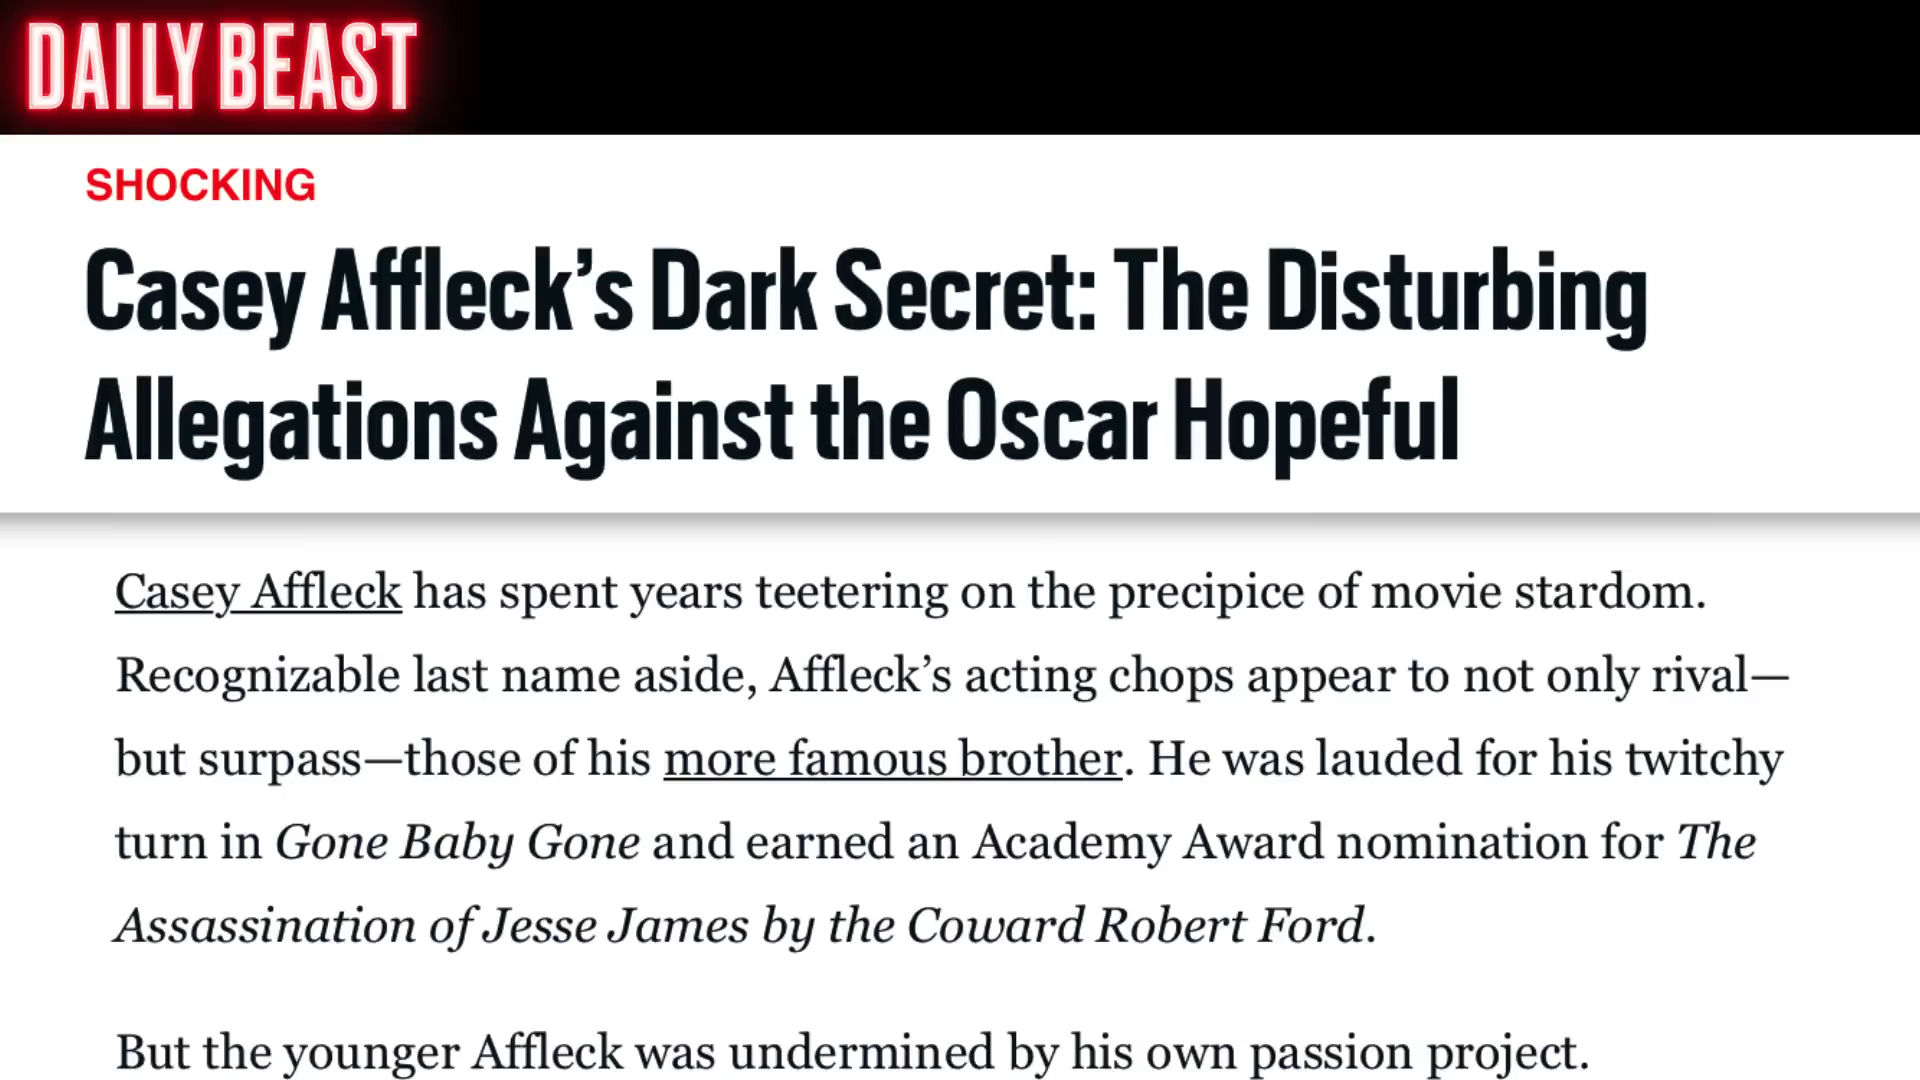 DAILY BEAST
SHOCKING
Casey Affleck’s Dark Secret: The Disturbing
Allegations Against the Oscar Hopeful
Casey Affleck has spent years teetering on the precipice of movie stardom.
Recognizable last name aside, Affleck’s acting chops appear to not only rival—
but surpass—those of his more famous brother. He was lauded for his twitchy
turn in Gone Baby Gone and earned an Academy Award nomination for The
Assassination of Jesse James by the Coward Robert Ford.
But the younger Affleck was undermined by his own passion project.